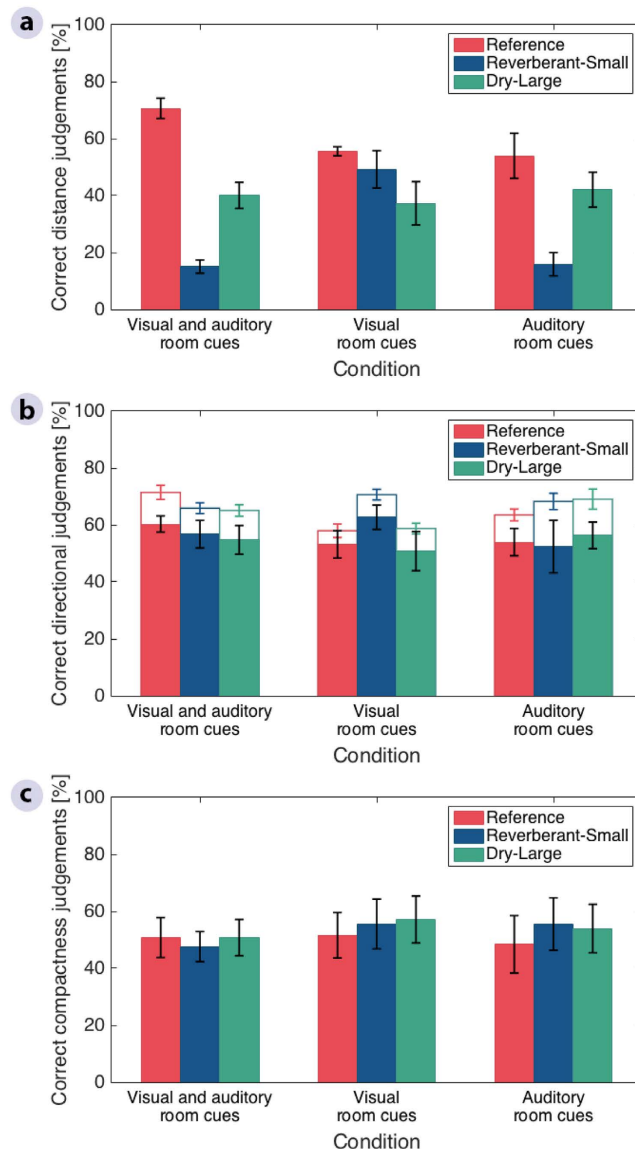 a
100
80
60
40
20
0
Correct distance judgements [%]
Reference
Reverberant-Small
Dry-Large
Visual and auditory
room cues
Visual
room cues
Auditory
room cues
Condition
b
100
80
60
40
20
0
Correct directional judgements [%]
Reference
Reverberant-Small
Dry-Large
Visual and auditory
room cues
Visual
room cues
Auditory
room cues
Condition
c
100
80
60
40
20
0
Correct compactness judgements [%]
Reference
Reverberant-Small
Dry-Large
Visual and auditory
room cues
Visual
room cues
Auditory
room cues
Condition